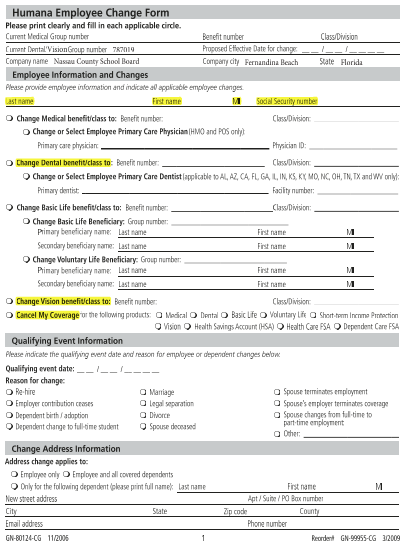 Humana Employee Change Form
Please print clearly and fill in each applicable circle.
Current Medical Group number Benefit number Class/Division
Current Dental/Vision Group number 787019 Proposed Effective Date for change: __ __ / __ __ / __ __ __ __
Company name Nassau County School Board Company city Fernandina Beach State Florida
Employee Information and Changes
Please provide employee information and indicate all applicable employee changes.
Last name First name MI Social Security number
Change Medical benefit/class to: Benefit number: Class/Division:
Change or Select Employee Primary Care Physician (HMO and POS only):
Primary care physician: Physician ID:
Change Dental benefit/class to: Benefit number: Class/Division:
Change or Select Employee Primary Care Dentist (applicable to AL, AZ, CA, FL, GA, IL, IN, KS, KY, MO, NC, OH, TN, TX and WV only):
Primary dentist: Facility number:
Change Basic Life benefit/class to: Benefit number: Class/Division:
Change Basic Life Beneficiary: Group number:
Primary beneficiary name: Last name First name MI
Secondary beneficiary name: Last name First name MI
Change Voluntary Life Beneficiary: Group number:
Primary beneficiary name: Last name First name MI
Secondary beneficiary name: Last name First name MI
Change Vision benefit/class to: Benefit number: Class/Division:
Cancel My Coverage for the following products: Medical Dental Basic Life Voluntary Life Short-term Income Protection
Vision Health Savings Account (HSA) Health Care FSA Dependent Care FSA
Qualifying Event Information
Please indicate the qualifying event date and reason for employee or dependent changes below.
Qualifying event date: __ __ / __ __ / __ __ __ __
Reason for change:
Re-hire Marriage Spouse terminates employment
Employer contribution ceases Legal separation Spouse's employer terminates coverage
Dependent birth / adoption Divorce Spouse changes from full-time to
part-time employment
Dependent change to full-time student Spouse deceased
Other:
Change Address Information
Address change applies to:
Employee only Employee and all covered dependents
Only for the following dependent (please print full name): Last name First name MI
New street address Apt / Suite / PO Box number
City State Zip code County
Email address Phone number
GN-80124-CG 11/2006 1 Reorder# GN-99955-CG 3/2009